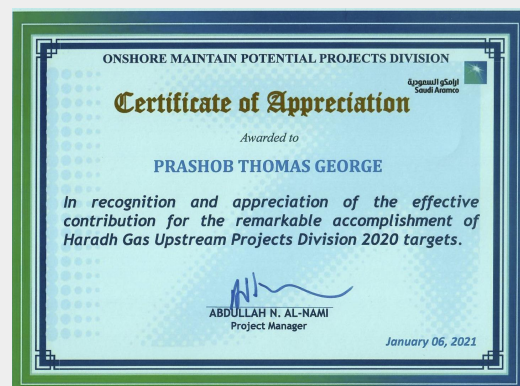 ONSHORE MAINTAIN POTENTIAL PROJECTS DIVISION
أرامكو السعودية
Saudi Aramco
Certificate of Appreciation
Awarded to
PRASHOB THOMAS GEORGE
In recognition and appreciation of the effective
contribution for the remarkable accomplishment of
Haradh Gas Upstream Projects Division 2020 targets.
ABDULLAH N. AL-NAMI
Project Manager
January 06, 2021